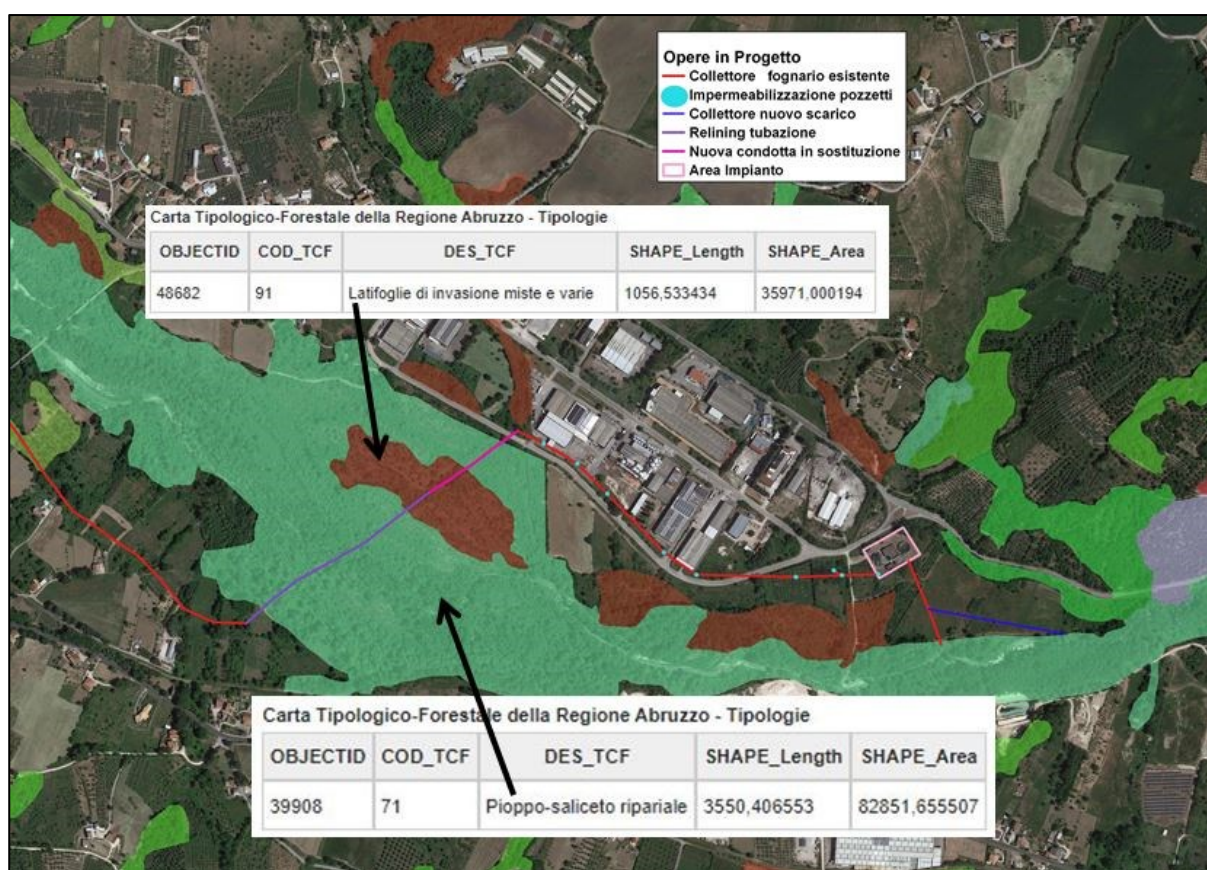 Opere in Progetto
Collettore fognario esistente
Impermeabilizzazione pozzetti
Collettore nuovo scarico
Relining tubazione
Nuova condotta in sostituzione
Area Impianto
Carta Tipologico-Forestale della Regione Abruzzo - Tipologie
OBJECTID COD_TCF DES_TCF SHAPE_Length SHAPE_Area
48682 91 Latifoglie di invasione miste e varie 1056,533434 35971,000194
Carta Tipologico-Forestale della Regione Abruzzo - Tipologie
OBJECTID COD_TCF DES_TCF SHAPE_Length SHAPE_Area
39908 71 Pioppo-saliceto ripariale 3550,406553 82851,655507